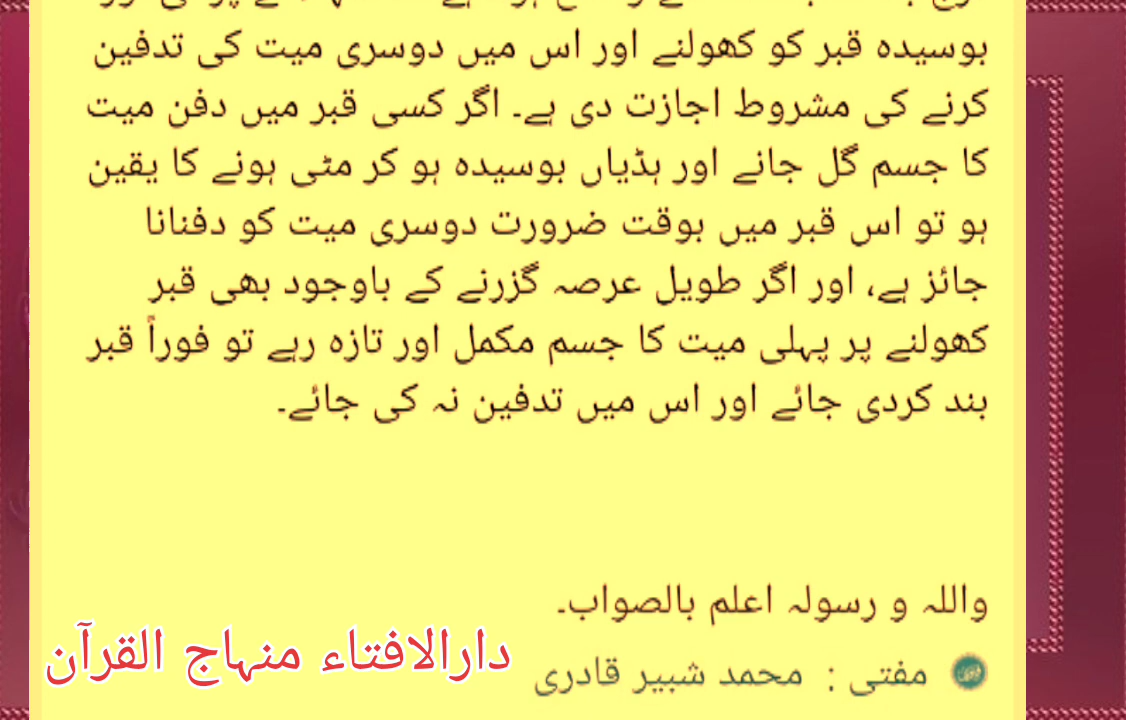 بوسیدہ قبر کو کھولنے اور اس میں دوسری میت کی تدفین
کرنے کی مشروط اجازت دی ہے۔ اگر کسی قبر میں دفن میت
کا جسم گل جانے اور ہڈیاں بوسیدہ ہو کر مٹی ہونے کا یقین
ہو تو اس قبر میں بوقت ضرورت دوسری میت کو دفنانا
جائز ہے، اور اگر طویل عرصہ گزرنے کے باوجود بھی قبر
کھولنے پر پہلی میت کا جسم مکمل اور تازہ رہے تو فوراً قبر
بند کردی جائے اور اس میں تدفین نہ کی جائے۔
واللہ و رسولہ اعلم بالصواب۔
مفتی : محمد شبیر قادری
دارالافتاء منہاج القرآن